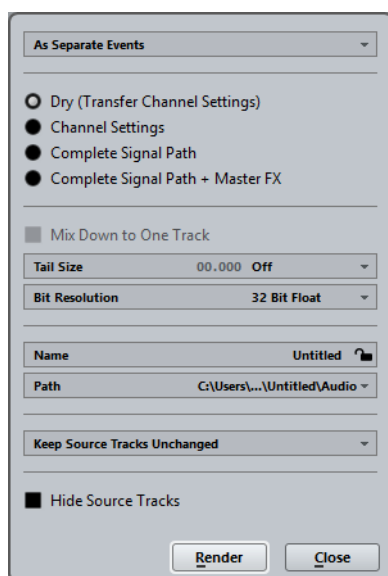 As Separate Events
Dry (Transfer Channel Settings)
Channel Settings
Complete Signal Path
Complete Signal Path + Master FX
Mix Down to One Track
Tail Size 00.000 Off
Bit Resolution 32 Bit Float
Name Untitled
Path C:\Users\...\Untitled\Audio
Keep Source Tracks Unchanged
Hide Source Tracks
Render Close